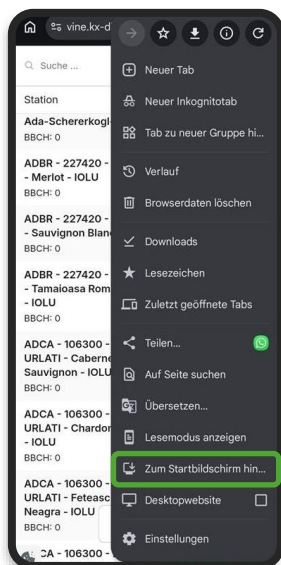 vine.kx-d
Suche ...
Station
Ada-Schererkogl
BBCH: 0
ADBR - 227420 -
- Merlot - IOLU
BBCH: 0
ADBR - 227420 -
- Sauvignon Blan
BBCH: 0
ADBR - 227420 -
- Tamaioasa Rom
- IOLU
BBCH: 0
ADCA - 106300 -
URLATI - Caberne
Sauvignon - IOLU
BBCH: 0
ADCA - 106300 -
URLATI - Chardon
- IOLU
BBCH: 0
ADCA - 106300 -
URLATI - Feteasc
Neagra - IOLU
BBCH: 0
CA - 106300 -
Neuer Tab
Neuer Inkognitotab
Tab zu neuer Gruppe hi...
Verlauf
Browserdaten löschen
Downloads
Lesezeichen
Zuletzt geöffnete Tabs
Teilen...
Auf Seite suchen
Übersetzen...
Lesemodus anzeigen
Zum Startbildschirm hin...
Desktopwebsite
Einstellungen